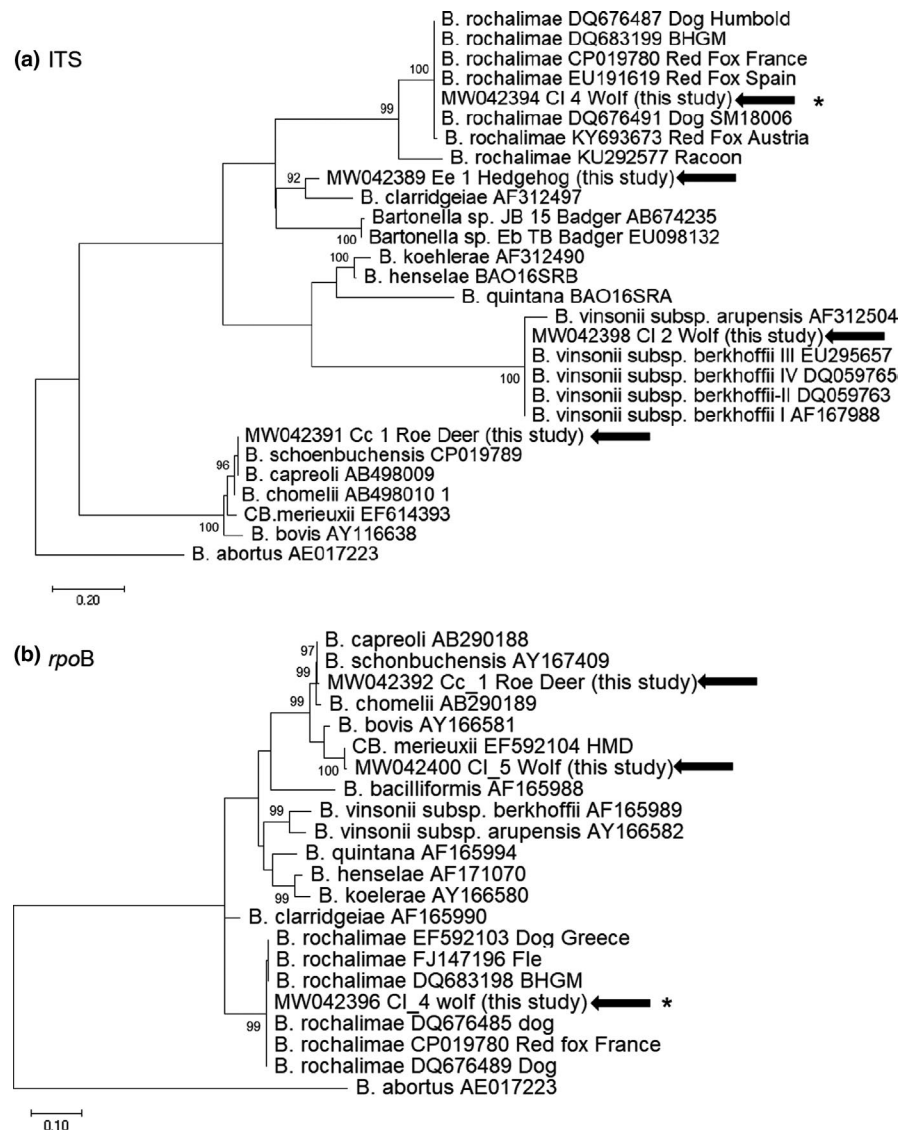 (a) ITS
B. rochalimae DQ676487 Dog Humbold
B. rochalimae DQ683199 BHGM
B. rochalimae CP019780 Red Fox France
100
B. rochalimae EU191619 Red Fox Spain
MW042394 Cl 4 Wolf (this study) *
99
B. rochalimae DQ676491 Dog SM18006
B. rochalimae KY693673 Red Fox Austria
B. rochalimae KU292577 Racoon
92
MW042389 Ee 1 Hedgehog (this study)
B. clarridgeiae AF312497
Bartonella sp. JB 15 Badger AB674235
100
Bartonella sp. Eb TB Badger EU098132
100
B. koehlerae AF312490
B. henselae BAO16SRB
B. quintana BAO16SRA
B. vinsonii subsp. arupensis AF312504
MW042398 Cl 2 Wolf (this study)
B. vinsonii subsp. berkhoffii III EU295657
100
B. vinsonii subsp. berkhoffii IV DQ059765
B. vinsonii subsp. berkhoffii-II DQ059763
B. vinsonii subsp. berkhoffii I AF167988
MW042391 Cc 1 Roe Deer (this study)
B. schoenbuchensis CP019789
96
B. capreoli AB498009
B. chomelii AB498010 1
CB.merieuxii EF614393
100
B. bovis AY116638
B. abortus AE017223
0.20
(b) rpoB
B. capreoli AB290188
97
B. schonbuchensis AY167409
99
MW042392 Cc_1 Roe Deer (this study)
99
B. chomelii AB290189
B. bovis AY166581
CB. merieuxii EF592104 HMD
100
MW042400 Cl_5 Wolf (this study)
B. bacilliformis AF165988
99
B. vinsonii subsp. berkhoffii AF165989
B. vinsonii subsp. arupensis AY166582
B. quintana AF165994
B. henselae AF171070
99
B. koelerae AY166580
B. clarridgeiae AF165990
B. rochalimae EF592103 Dog Greece
B. rochalimae FJ147196 Fle
B. rochalimae DQ683198 BHGM
MW042396 Cl_4 wolf (this study) *
99
B. rochalimae DQ676485 dog
B. rochalimae CP019780 Red fox France
B. rochalimae DQ676489 Dog
B. abortus AE017223
0.10